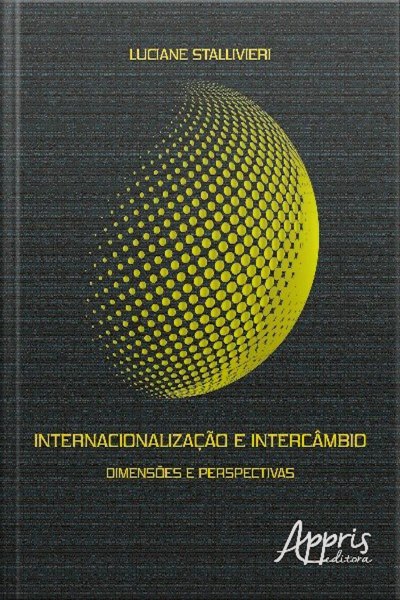 LUCIANE STALLIVIERI
INTERNACIONALIZAÇÃO E INTERCÂMBIO
DIMENSÕES E PERSPECTIVAS
Appris
editora